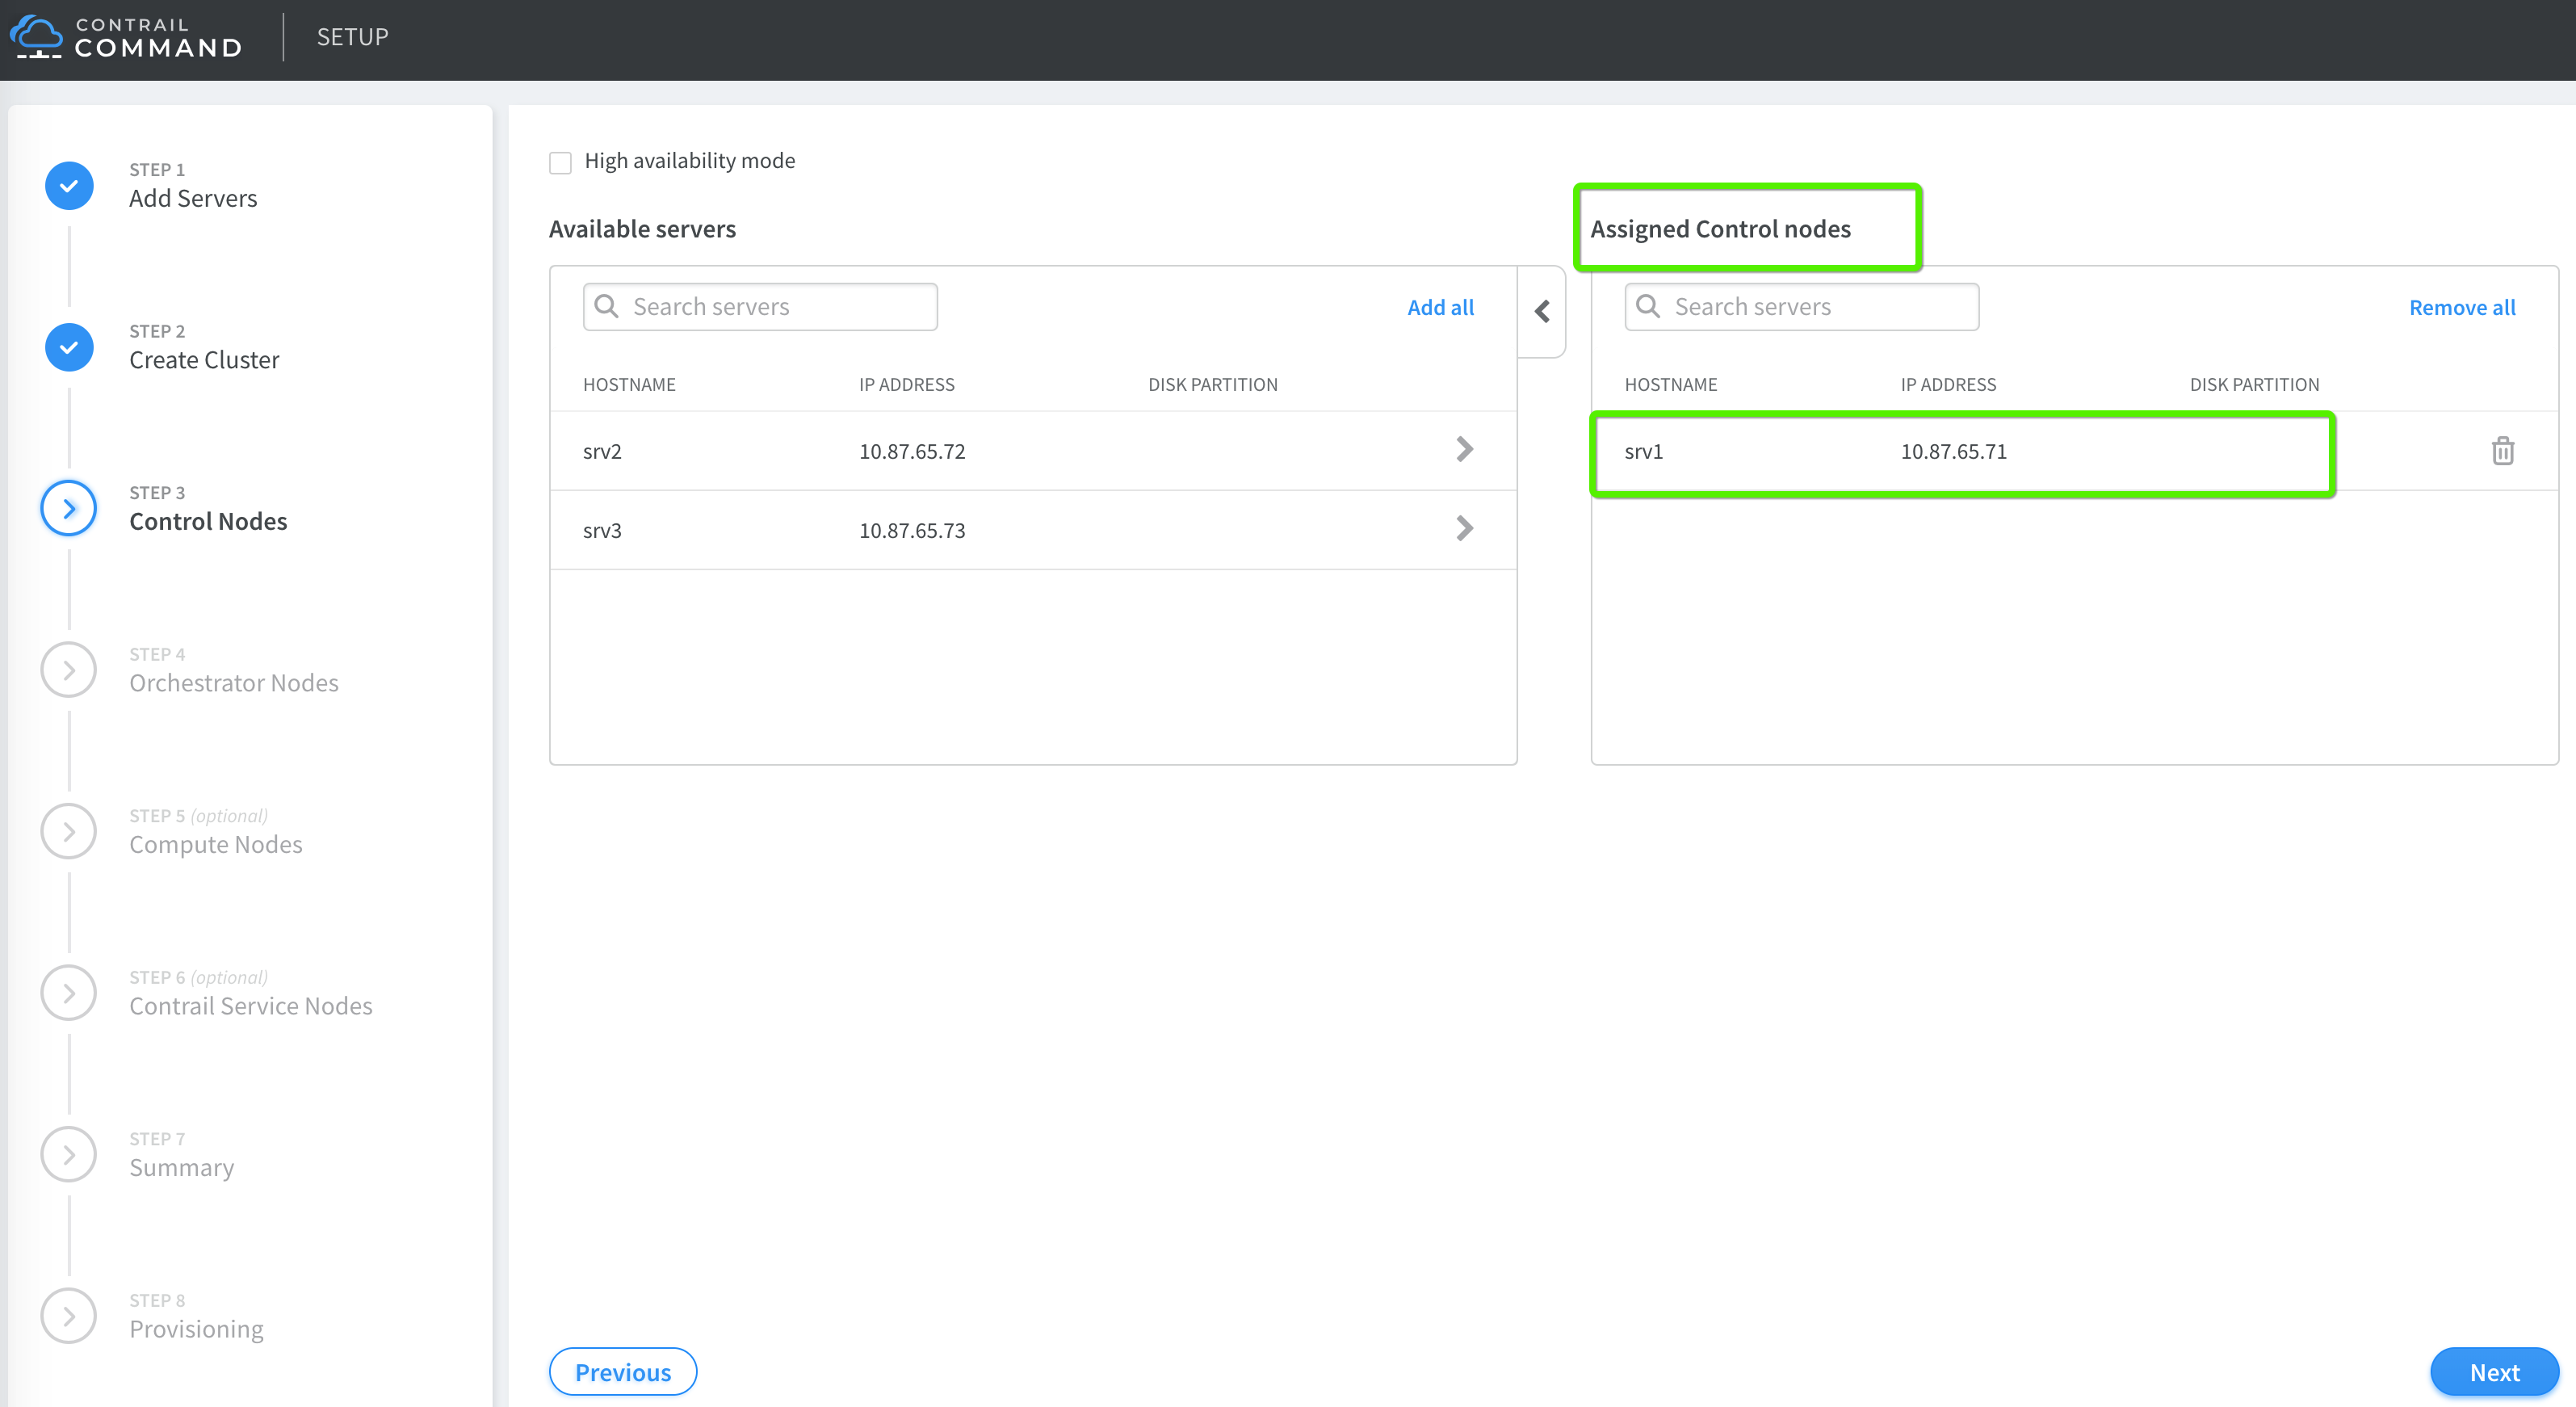 CONTRAIL
COMMAND
SETUP
STEP 1
Add Servers
STEP 2
Create Cluster
STEP 3
Control Nodes
STEP 4
Orchestrator Nodes
STEP 5 (optional)
Compute Nodes
STEP 6 (optional)
Contrail Service Nodes
STEP 7
Summary
STEP 8
Provisioning
High availability mode
Available servers
Search servers
Add all
HOSTNAME IP ADDRESS DISK PARTITION
srv2 10.87.65.72
srv3 10.87.65.73
Assigned Control nodes
Search servers
Remove all
HOSTNAME IP ADDRESS DISK PARTITION
srv1 10.87.65.71
Previous
Next